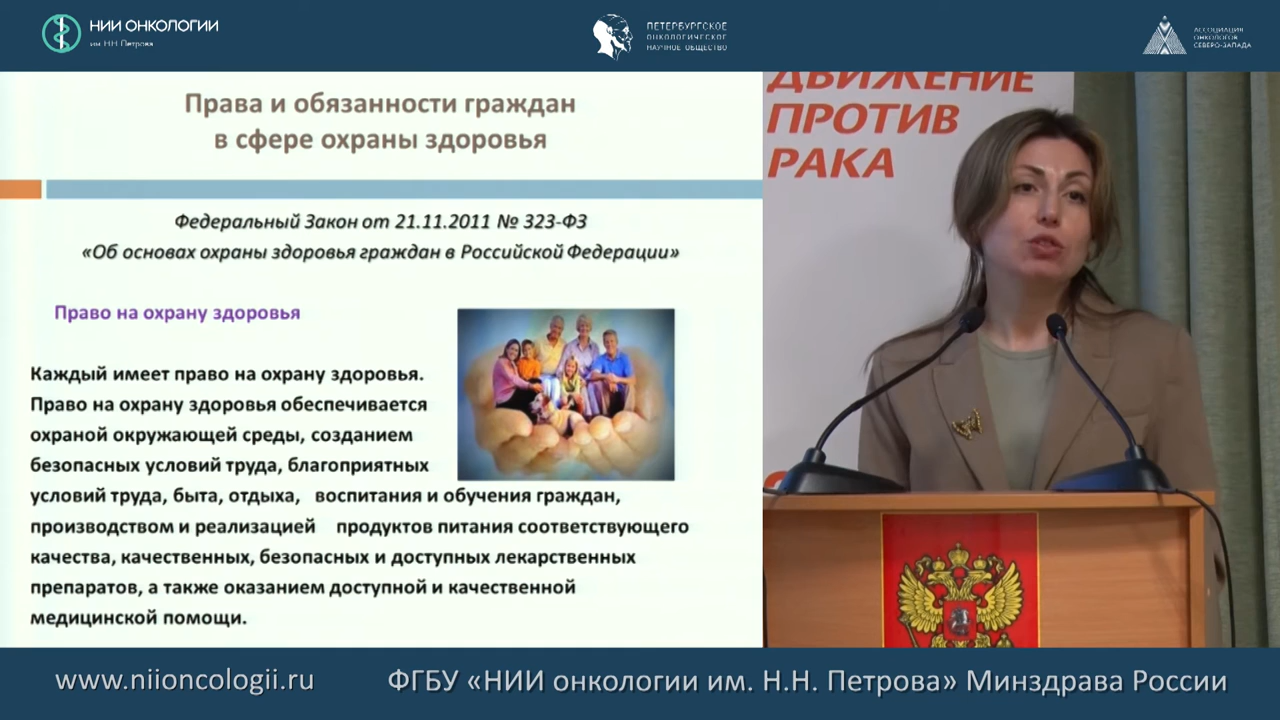 НИИ ОНКОЛОГИИ
им. Н.Н. Петрова
ПЕТЕРБУРГСКОЕ
ОНКОЛОГИЧЕСКОЕ
НАУЧНОЕ ОБЩЕСТВО
АССОЦИАЦИЯ
ОНКОЛОГОВ
СЕВЕРО-ЗАПАДА
Права и обязанности граждан
в сфере охраны здоровья
Федеральный Закон от 21.11.2011 № 323-ФЗ
«Об основах охраны здоровья граждан в Российской Федерации»
Право на охрану здоровья
Каждый имеет право на охрану здоровья.
Право на охрану здоровья обеспечивается
охраной окружающей среды, созданием
безопасных условий труда, благоприятных
условий труда, быта, отдыха, воспитания и обучения граждан,
производством и реализацией продуктов питания соответствующего
качества, качественных, безопасных и доступных лекарственных
препаратов, а также оказанием доступной и качественной
медицинской помощи.
ДВИЖЕНИЕ
ПРОТИВ
РАКА
www.niioncologii.ru
ФГБУ «НИИ онкологии им. Н.Н. Петрова» Минздрава России